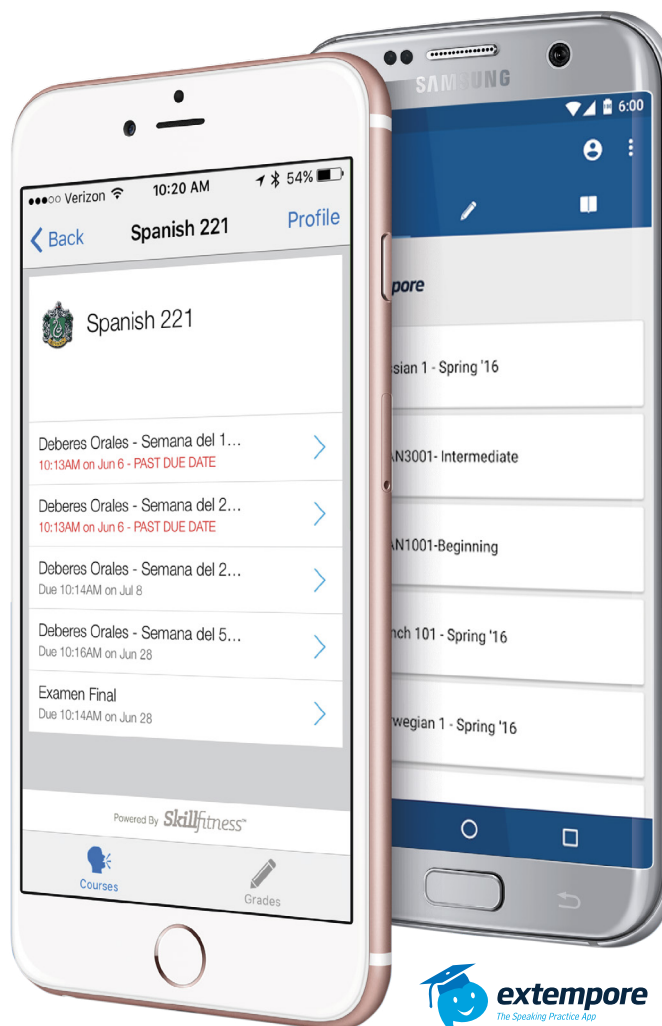 Verizon 10:20 AM 54%
Back Spanish 221 Profile
Spanish 221
Deberes Orales - Semana del 1...
10:13AM on Jun 6 - PAST DUE DATE
Deberes Orales - Semana del 2...
10:13AM on Jun 6 - PAST DUE DATE
Deberes Orales - Semana del 2...
Due 10:14AM on Jul 8
Deberes Orales - Semana del 5...
Due 10:16AM on Jun 28
Examen Final
Due 10:14AM on Jun 28
Powered By Skillfitness
Courses Grades
SAMSUNG
6:00
pore
sian 1 - Spring '16
AN3001- Intermediate
AN1001-Beginning
nch 101 - Spring '16
wegian 1 - Spring '16
extempore
The Speaking Practice App